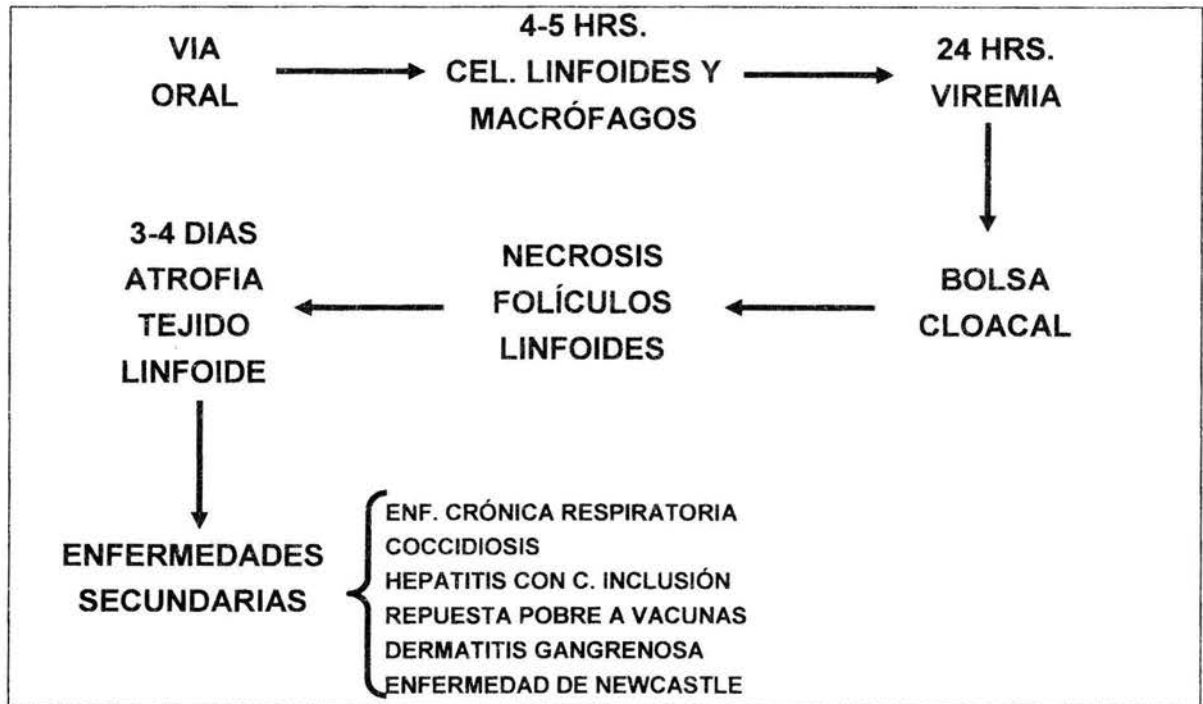 VIA
ORAL
4-5 HRS.
CEL. LINFOIDES Y
MACRÓFAGOS
24 HRS.
VIREMIA
BOLSA
CLOACAL
NECROSIS
FOLÍCULOS
LINFOIDES
3-4 DIAS
ATROFIA
TEJIDO
LINFOIDE
ENFERMEDADES
SECUNDARIAS
ENF. CRÓNICA RESPIRATORIA
COCCIDIOSIS
HEPATITIS CON C. INCLUSIÓN
REPUESTA POBRE A VACUNAS
DERMATITIS GANGRENOSA
ENFERMEDAD DE NEWCASTLE